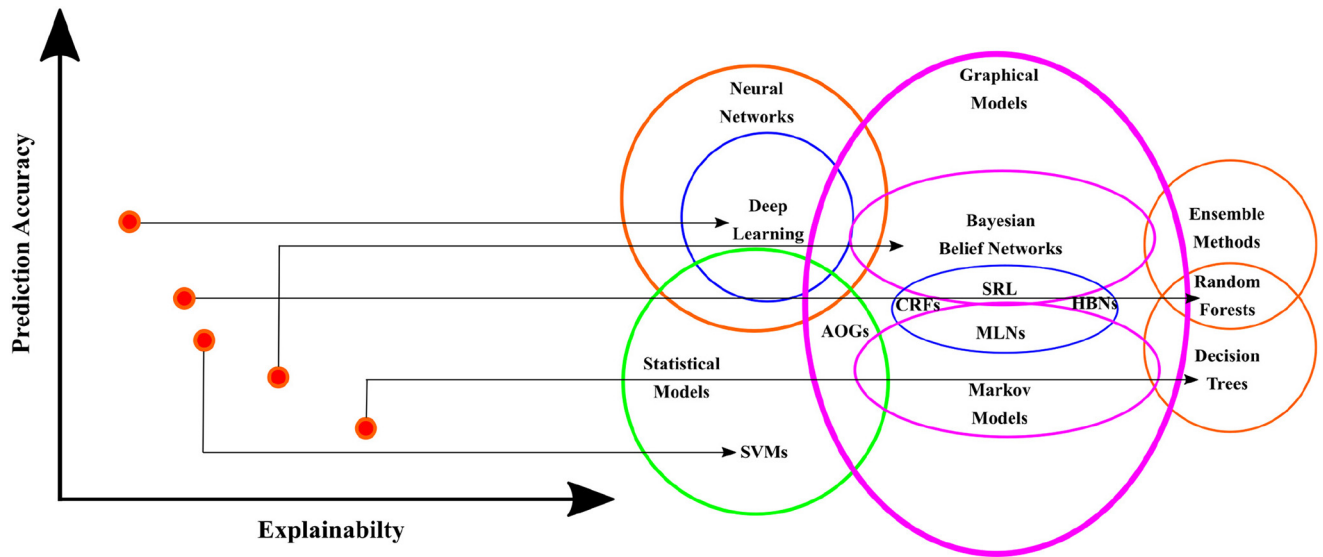 Prediction Accuracy
Explainabilty
Neural
Networks
Deep
Learning
Statistical
Models
SVMs
AOGs
Graphical
Models
Bayesian
Belief Networks
SRL
CRFs
HBNs
MLNs
Markov
Models
Ensemble
Methods
Random
Forests
Decision
Trees